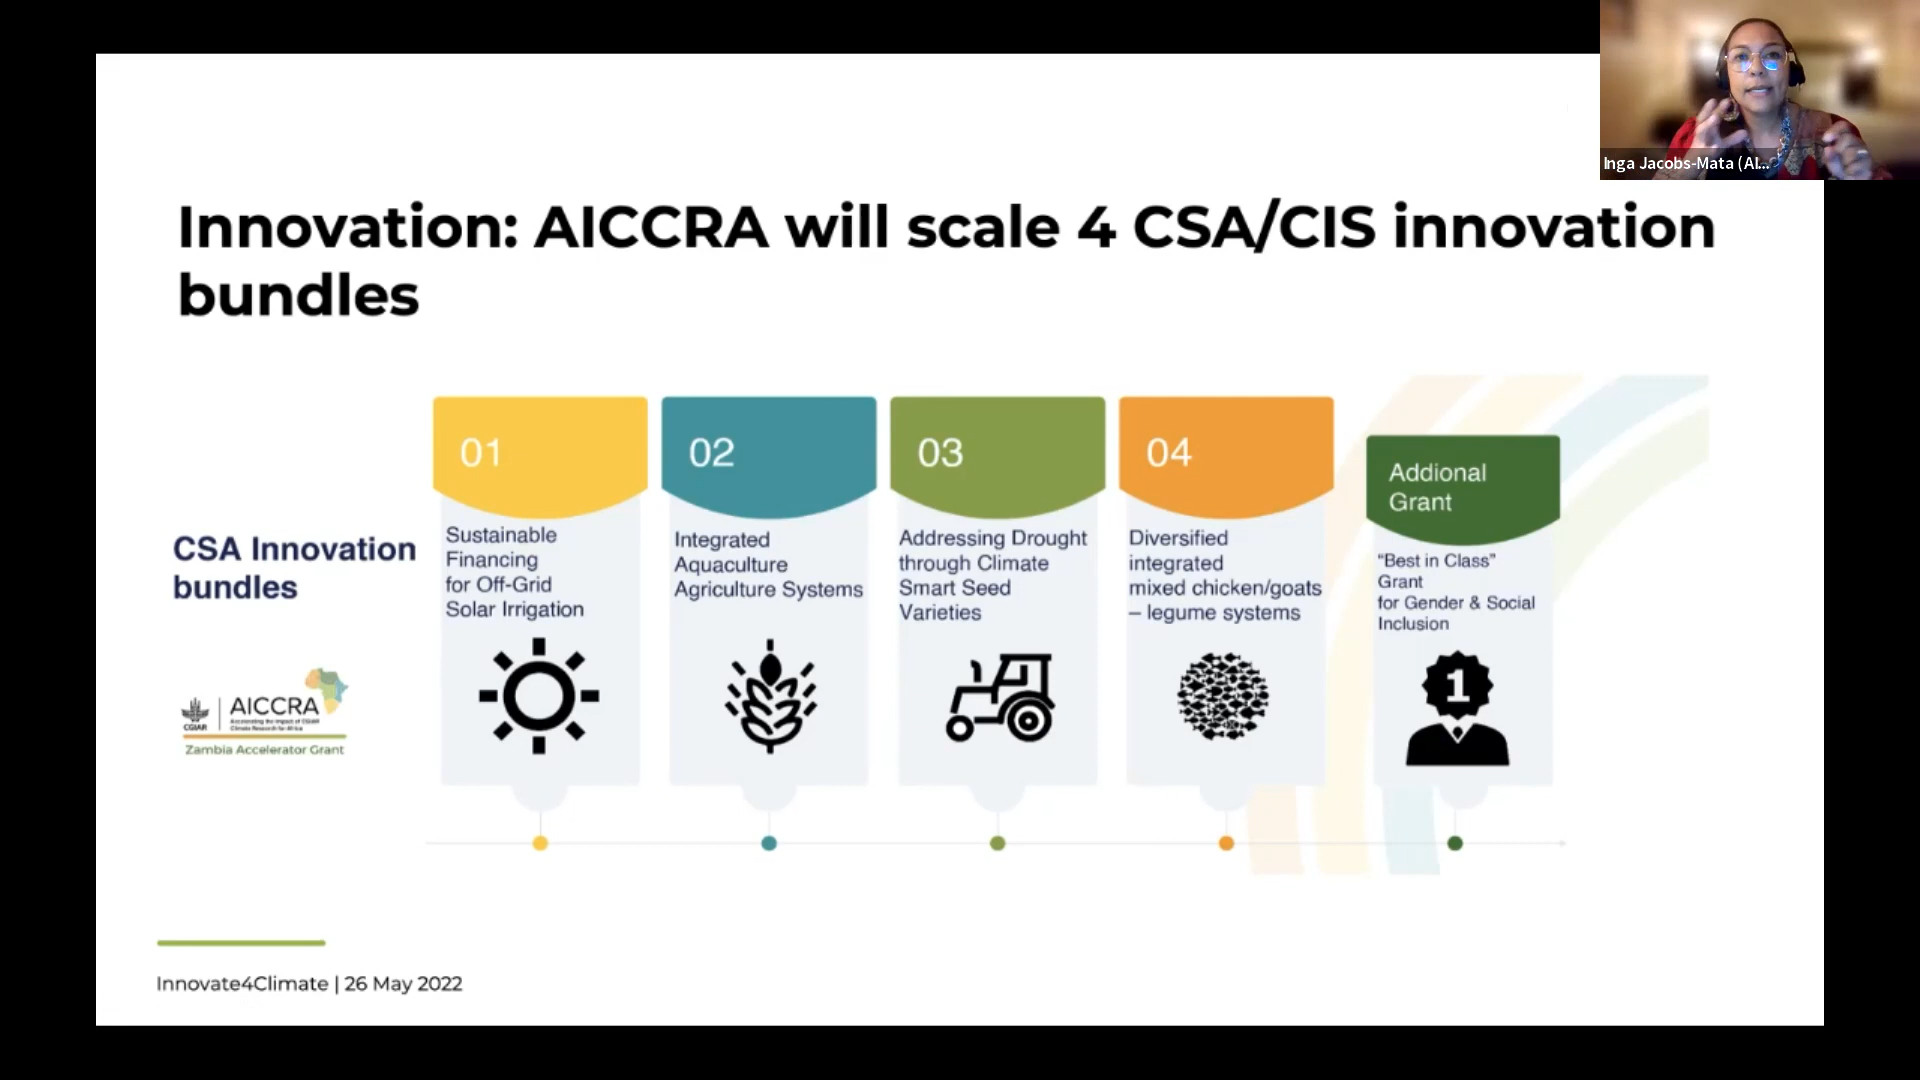 Inga Jacobs-Mata (AI...
Innovation: AICCRA will scale 4 CSA/CIS innovation
bundles
CSA Innovation
bundles
01
Sustainable
Financing
for Off-Grid
Solar Irrigation
02
Integrated
Aquaculture
Agriculture Systems
03
Addressing Drought
through Climate
Smart Seed
Varieties
04
Diversified
integrated
mixed chicken/goats
– legume systems
Addional
Grant
“Best in Class”
Grant
for Gender & Social
Inclusion
1
CGIAR
AICCRA
Accelerating the Impact of CGIAR
Climate Research for Africa
Zambia Accelerator Grant
Innovate4Climate | 26 May 2022